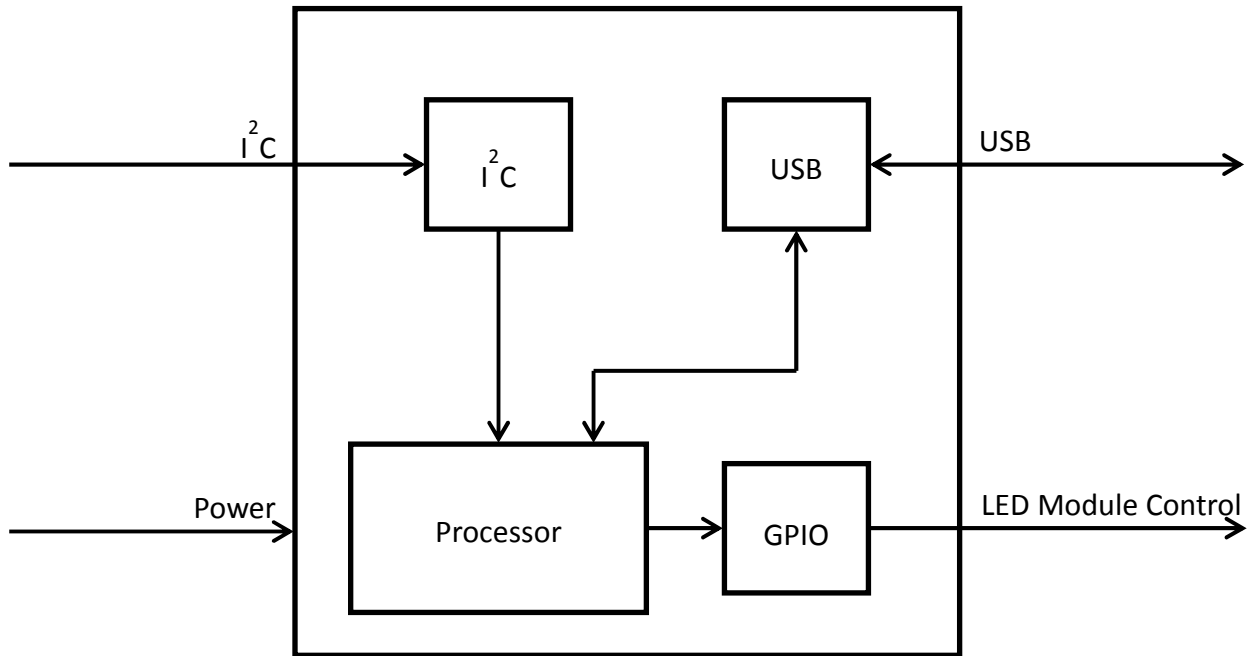 I²C
USB
I²C
USB
Power
LED Module Control
Processor
GPIO